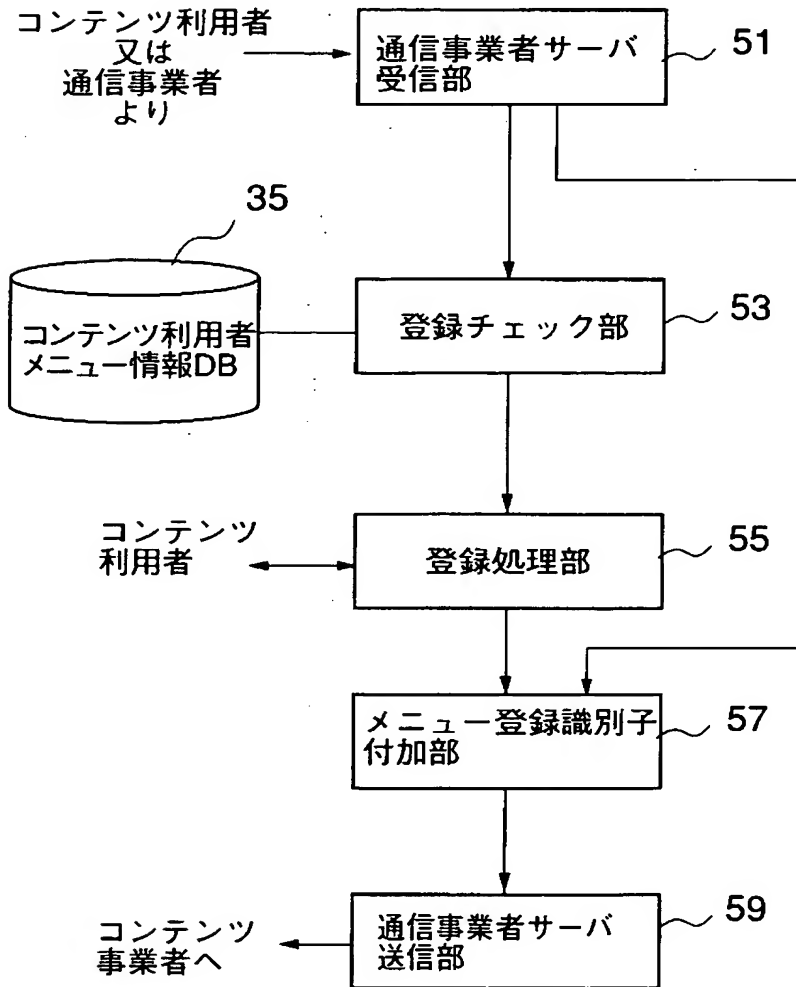 コンテンツ利用者
又は
通信事業者
より
通信事業者サーバ
受信部
51
35
コンテンツ利用者
メニュー情報DB
登録チェック部
53
コンテンツ
利用者
登録処理部
55
メニュー登録識別子
付加部
57
コンテンツ
事業者へ
通信事業者サーバ
送信部
59